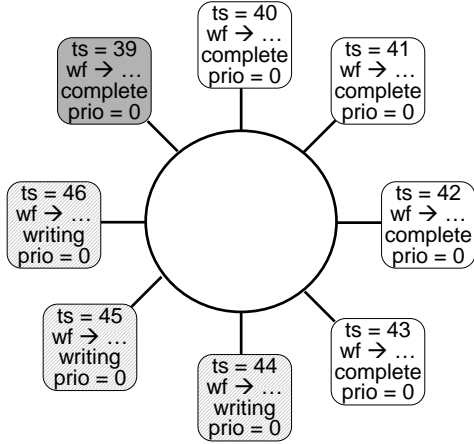 ts = 39
wf → ...
complete
prio = 0
ts = 40
wf → ...
complete
prio = 0
ts = 41
wf → ...
complete
prio = 0
ts = 42
wf → ...
complete
prio = 0
ts = 43
wf → ...
complete
prio = 0
ts = 44
wf → ...
writing
prio = 0
ts = 45
wf → ...
writing
prio = 0
ts = 46
wf → ...
writing
prio = 0